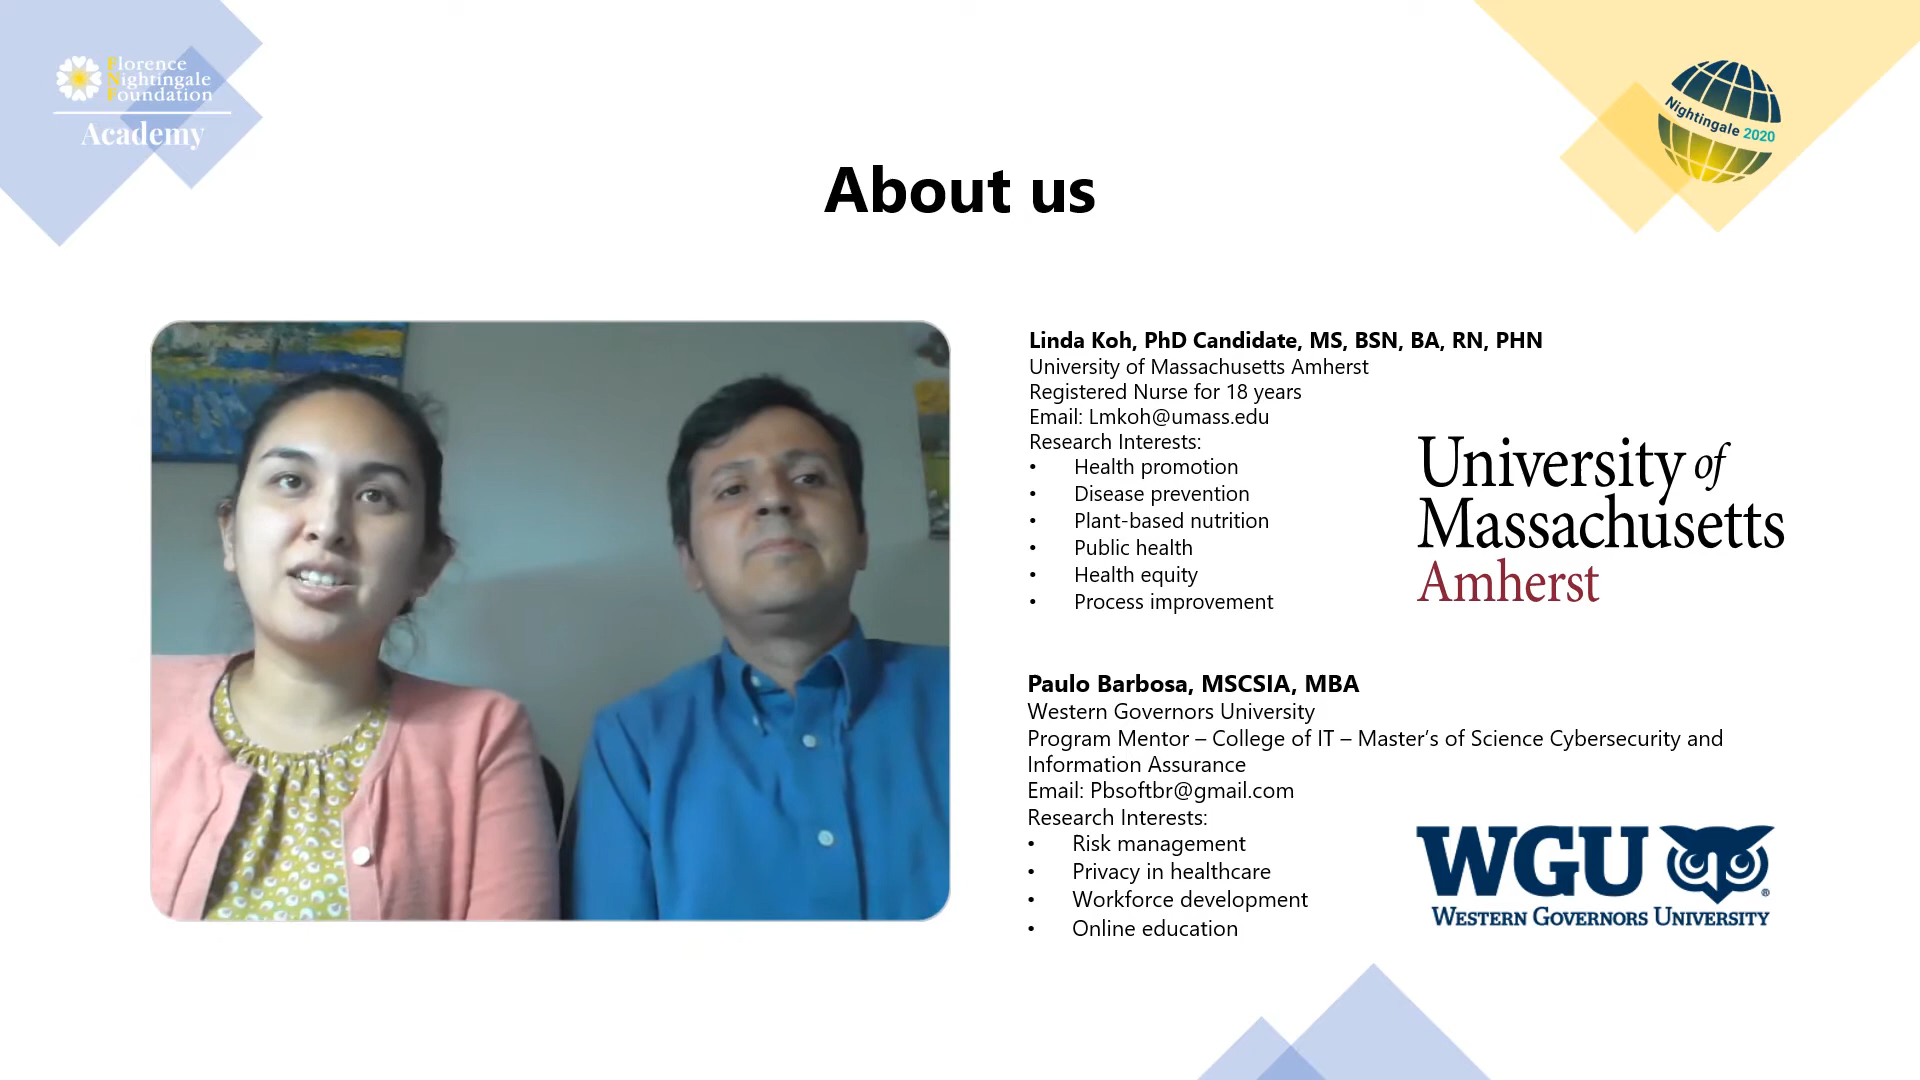 Florence
Nightingale
Foundation
Academy
Nightingale 2020
About us
Linda Koh, PhD Candidate, MS, BSN, BA, RN, PHN
University of Massachusetts Amherst
Registered Nurse for 18 years
Email: Lmkoh@umass.edu
Research Interests:
• Health promotion
• Disease prevention
• Plant-based nutrition
• Public health
• Health equity
• Process improvement
University of
Massachusetts
Amherst
Paulo Barbosa, MSCSIA, MBA
Western Governors University
Program Mentor – College of IT – Master’s of Science Cybersecurity and
Information Assurance
Email: Pbsoftbr@gmail.com
Research Interests:
• Risk management
• Privacy in healthcare
• Workforce development
• Online education
WGU
®
WESTERN GOVERNORS UNIVERSITY